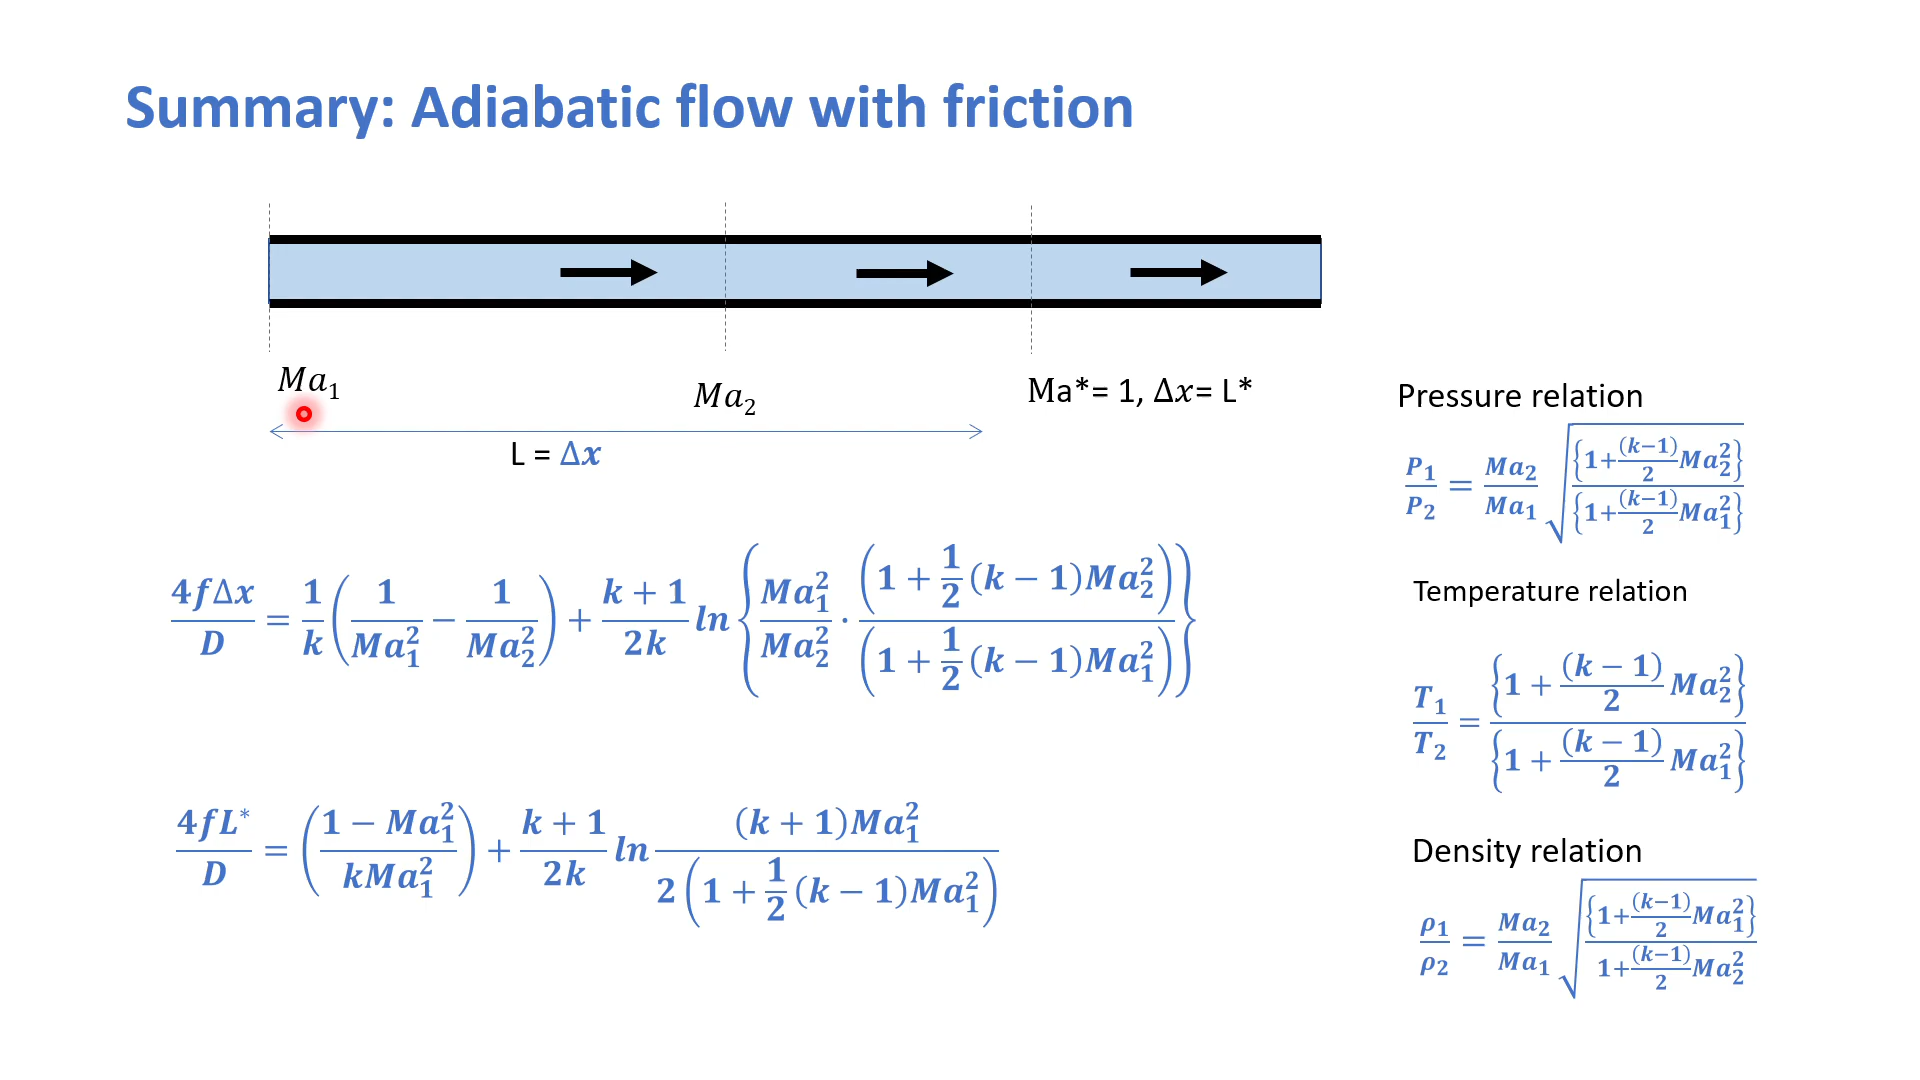 Summary: Adiabatic flow with friction
Ma₁
Ma₂
Ma*= 1, Δx= L*
L = Δx
4fΔx/D = 1/k (1/Ma₁² − 1/Ma₂²) + (k + 1)/2k ln {Ma₁²/Ma₂² · (1 + 1/2 (k − 1)Ma₂²)/(1 + 1/2 (k − 1)Ma₁²)}
4fL*/D = ((1 − Ma₁²)/kMa₁²) + (k + 1)/2k ln (k + 1)Ma₁²/2(1 + 1/2 (k − 1)Ma₁²)
Pressure relation
P₁/P₂ = Ma₂/Ma₁ √({1+(k−1)/2 Ma₂²}/{1+(k−1)/2 Ma₁²})
Temperature relation
T₁/T₂ = {1 + (k − 1)/2 Ma₂²}/{1 + (k − 1)/2 Ma₁²}
Density relation
ρ₁/ρ₂ = Ma₂/Ma₁ √({1+(k−1)/2 Ma₁²}/1+(k−1)/2 Ma₂²)